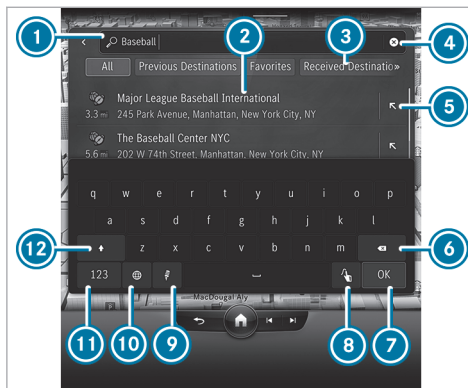 1
2
3
4
Baseball
All Previous Destinations Favorites Received Destinatio»
Major League Baseball International
3.3 245 Park Avenue, Manhattan, New York City, NY
5
The Baseball Center NYC
5.6 202 W 74th Street, Manhattan, New York City, NY
q w e r t y u i o p
a s d f g h j k l
12
z x c v b n m
6
123 OK
MacDougal Aly
11
10
9
8
7